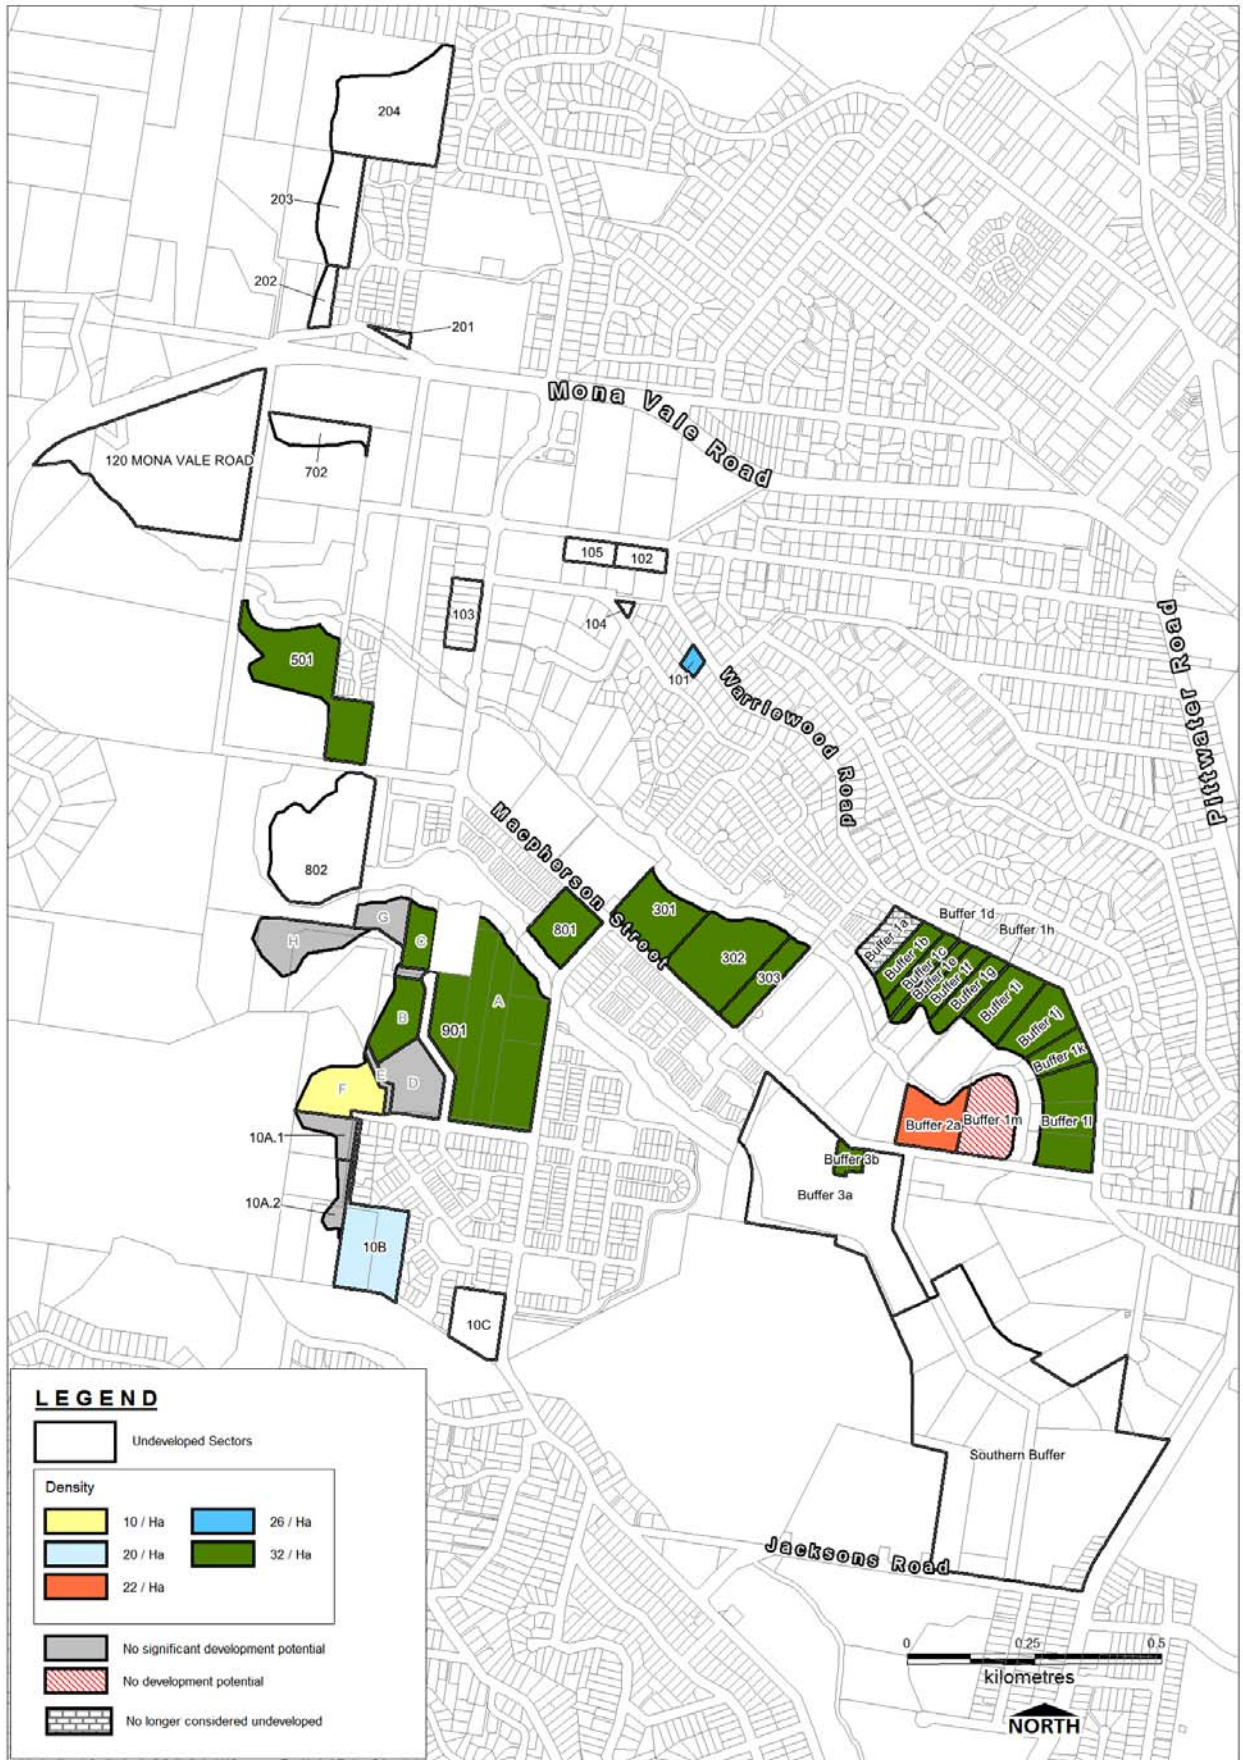 204
203
202
201
Mona Vale Road
120 MONA VALE ROAD
702
105
102
103
104
Pittwater Road
501
101
Warriewood Road
Macpherson Street
802
301
801
302
303
Buffer 1d
Buffer 1h
Buffer 1a
Buffer 1b
Buffer 1c
Buffer 1e
Buffer 1f
Buffer 1g
Buffer 1i
Buffer 1j
Buffer 1k
Buffer 1l
G
H
C
A
B
901
E
D
F
10A.1
10A.2
10B
10C
Buffer 2a
Buffer 1m
Buffer 3b
Buffer 3a
Southern Buffer
Jacksons Road
LEGEND
Undeveloped Sectors
Density
10 / Ha
26 / Ha
20 / Ha
32 / Ha
22 / Ha
No significant development potential
No development potential
No longer considered undeveloped
0 0.25 0.5
kilometres
NORTH